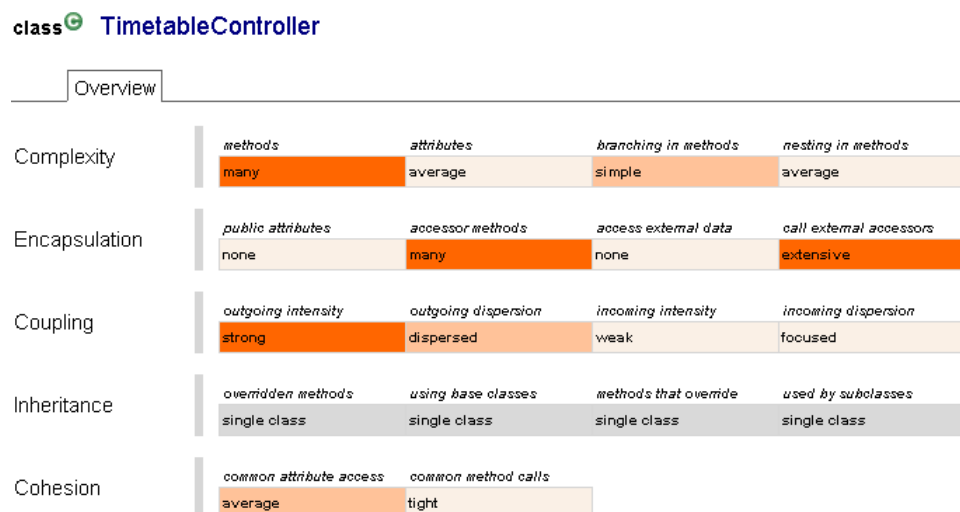 class C TimetableController
Overview
Complexity
methods attributes branching in methods nesting in methods
many average simple average
Encapsulation
public attributes accessor methods access external data call external accessors
none many none extensive
Coupling
outgoing intensity outgoing dispersion incoming intensity incoming dispersion
strong dispersed weak focused
Inheritance
overridden methods using base classes methods that override used by subclasses
single class single class single class single class
Cohesion
common attribute access common method calls
average tight